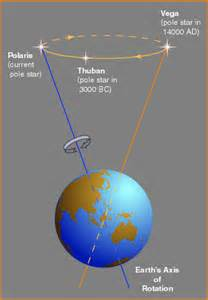 Vega
(pole star in
14000 AD)
Polaris
(current
pole star)
Thuban
(pole star in
3000 BC)
Earth's Axis
of Rotation